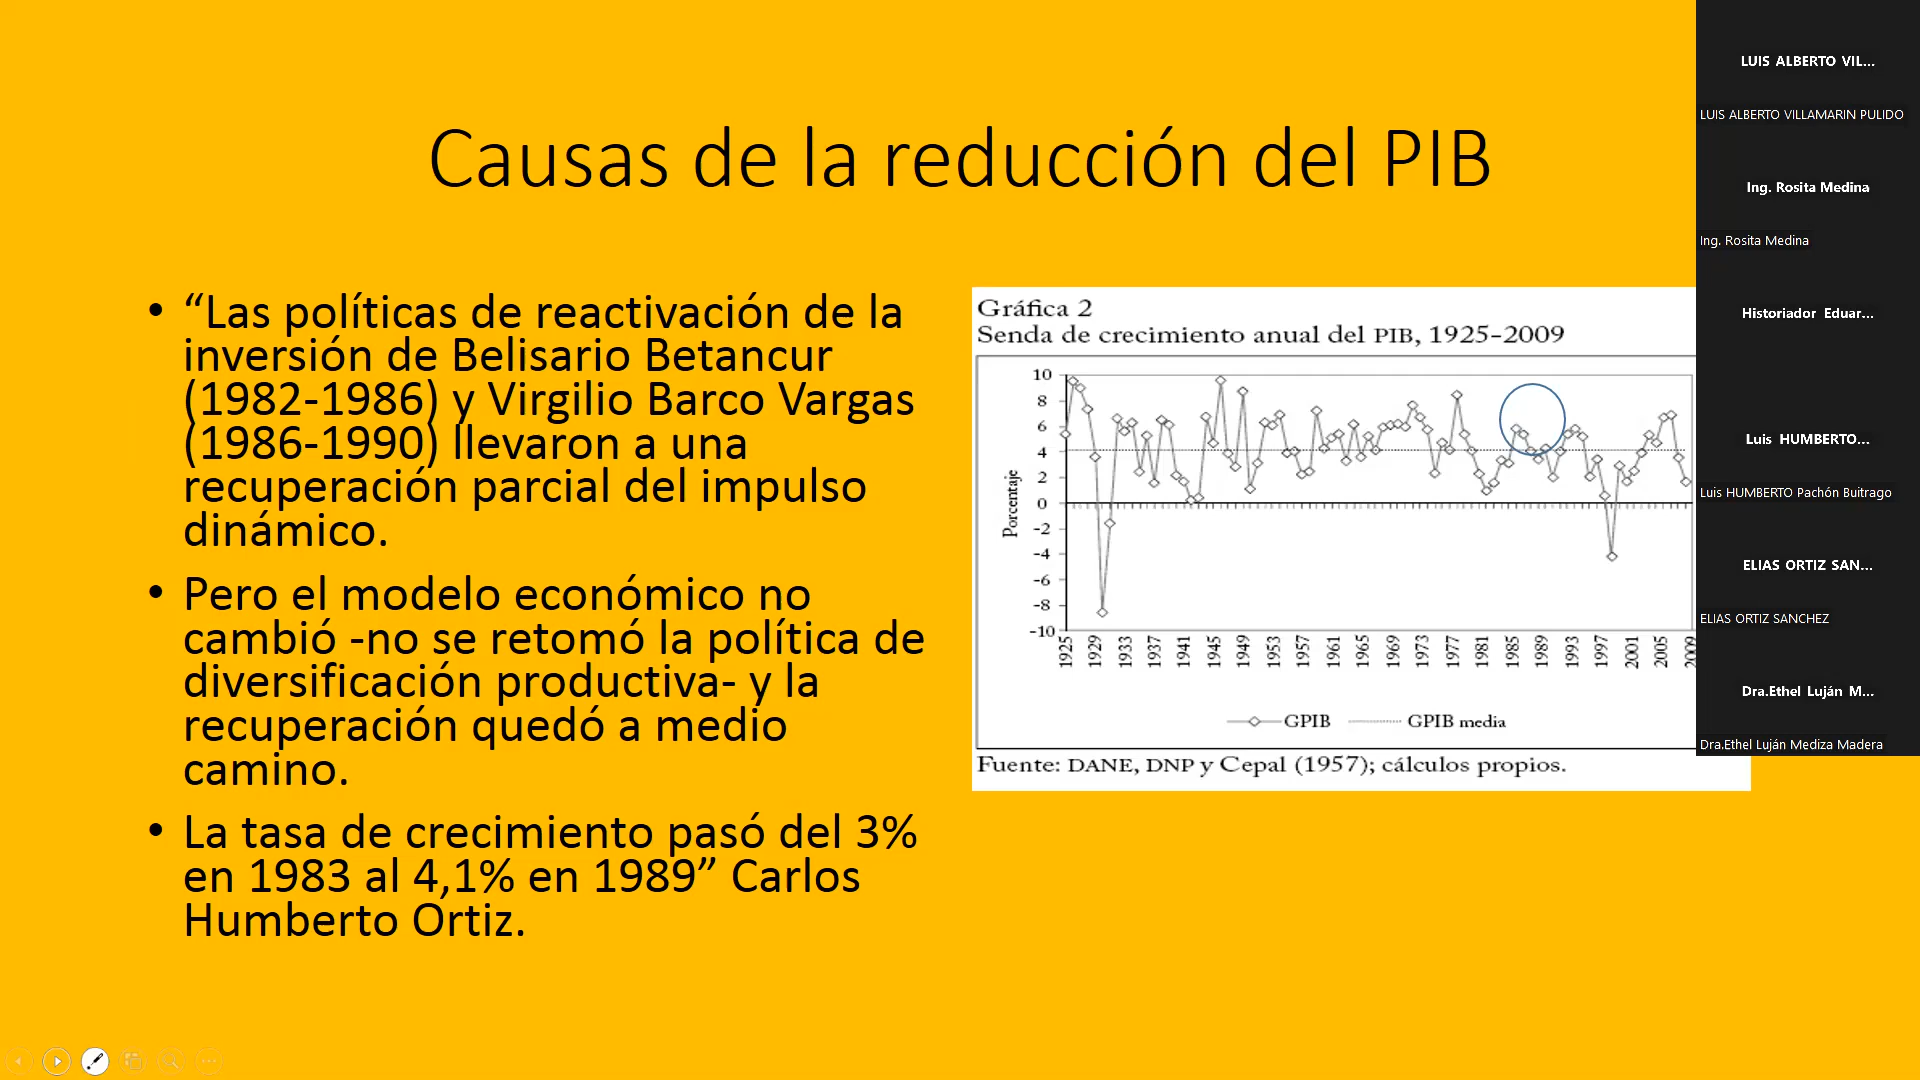 Causas de la reducción del PIB
• “Las políticas de reactivación de la
inversión de Belisario Betancur
(1982-1986) y Virgilio Barco Vargas
(1986-1990) llevaron a una
recuperación parcial del impulso
dinámico.
• Pero el modelo económico no
cambió -no se retomó la política de
diversificación productiva- y la
recuperación quedó a medio
camino.
• La tasa de crecimiento pasó del 3%
en 1983 al 4,1% en 1989” Carlos
Humberto Ortiz.
Gráfica 2
Senda de crecimiento anual del PIB, 1925-2009
Porcentaje
10
8
6
4
2
0
-2
-4
-6
-8
-10
1925
1929
1933
1937
1941
1945
1949
1953
1957
1961
1965
1969
1973
1977
1981
1985
1989
1993
1997
2001
2005
2009
GPIB
GPIB media
Fuente: DANE, DNP y Cepal (1957); cálculos propios.
LUIS ALBERTO VIL...
LUIS ALBERTO VILLAMARIN PULIDO
Ing. Rosita Medina
Ing. Rosita Medina
Historiador Eduar...
Luis HUMBERTO...
Luis HUMBERTO Pachón Buitrago
ELIAS ORTIZ SAN...
ELIAS ORTIZ SANCHEZ
Dra.Ethel Luján M...
Dra.Ethel Luján Mediza Madera